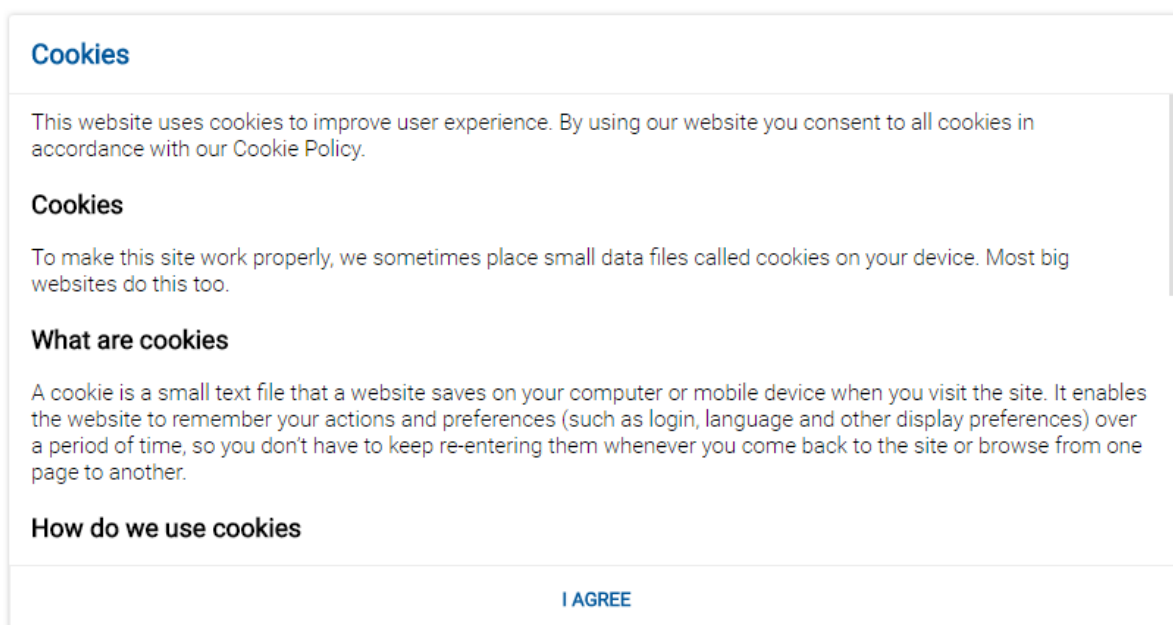 Cookies
This website uses cookies to improve user experience. By using our website you consent to all cookies in
accordance with our Cookie Policy.
Cookies
To make this site work properly, we sometimes place small data files called cookies on your device. Most big
websites do this too.
What are cookies
A cookie is a small text file that a website saves on your computer or mobile device when you visit the site. It enables
the website to remember your actions and preferences (such as login, language and other display preferences) over
a period of time, so you don’t have to keep re-entering them whenever you come back to the site or browse from one
page to another.
How do we use cookies
I AGREE